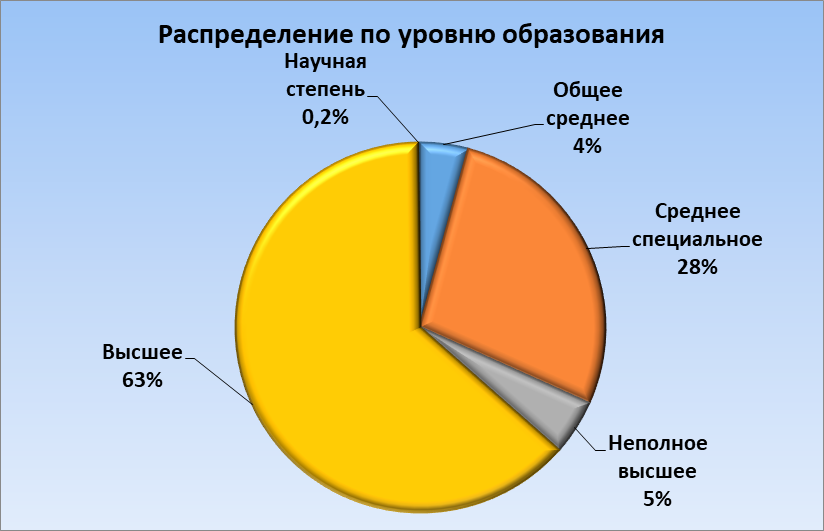 Распределение по уровню образования
Научная
степень
0,2%
Общее
среднее
4%
Среднее
специальное
28%
Высшее
63%
Неполное
высшее
5%